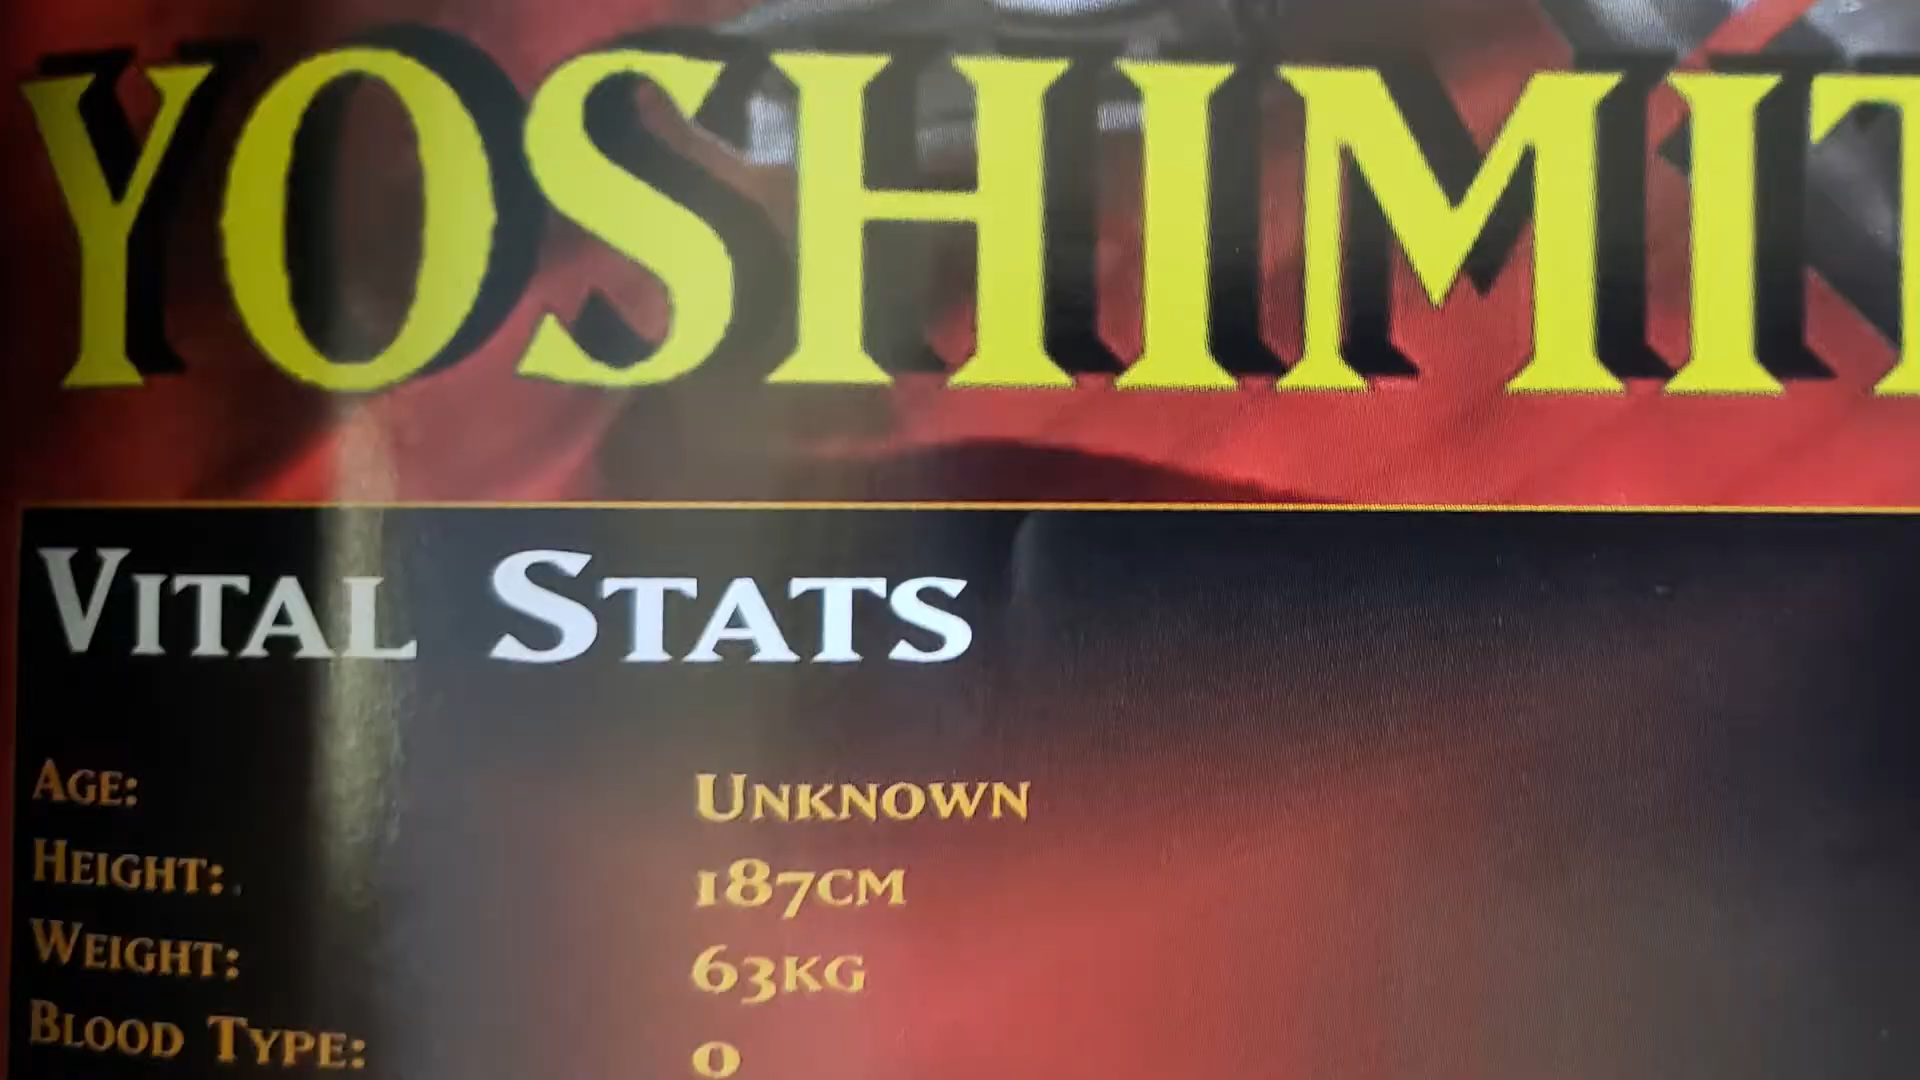 YOSHIMIT
VITAL STATS
AGE: UNKNOWN
HEIGHT: 187CM
WEIGHT: 63KG
BLOOD TYPE: O